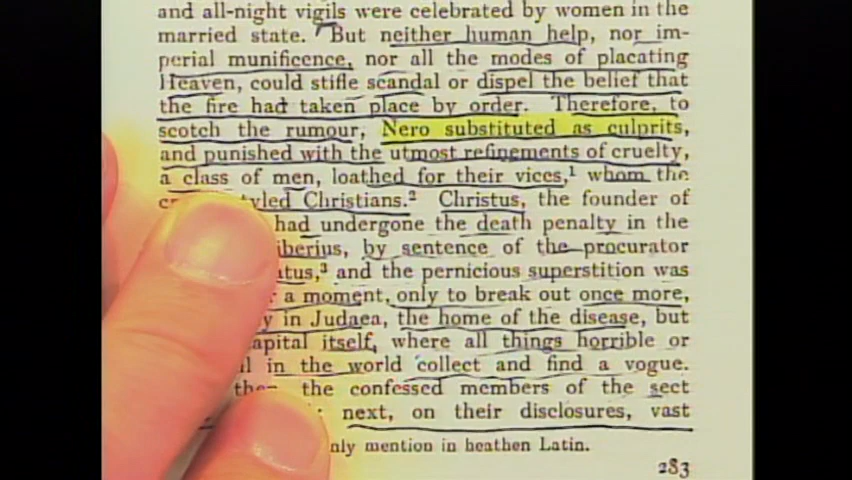 and all-night vigils were celebrated by women in the
married state. But neither human help, nor im-
perial munificence, nor all the modes of placating
Heaven, could stifle scandal or dispel the belief that
the fire had taken place by order. Therefore, to
scotch the rumour, Nero substituted as culprits,
and punished with the utmost refinements of cruelty,
a class of men, loathed for their vices,¹ whom the
styled Christians.² Christus, the founder of
had undergone the death penalty in the
iberius, by sentence of the procurator
atus,³ and the pernicious superstition was
a moment, only to break out once more,
y in Judaea, the home of the disease, but
apital itself, where all things horrible or
l in the world collect and find a vogue.
then the confessed members of the sect
next, on their disclosures, vast
nly mention in heathen Latin.
283